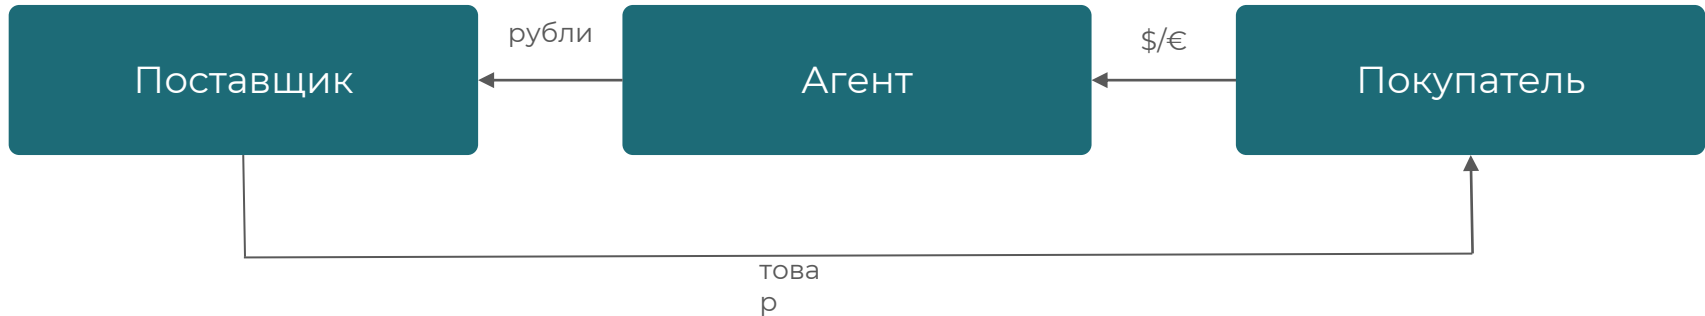 рубли
$/€
Поставщик
Агент
Покупатель
това
р